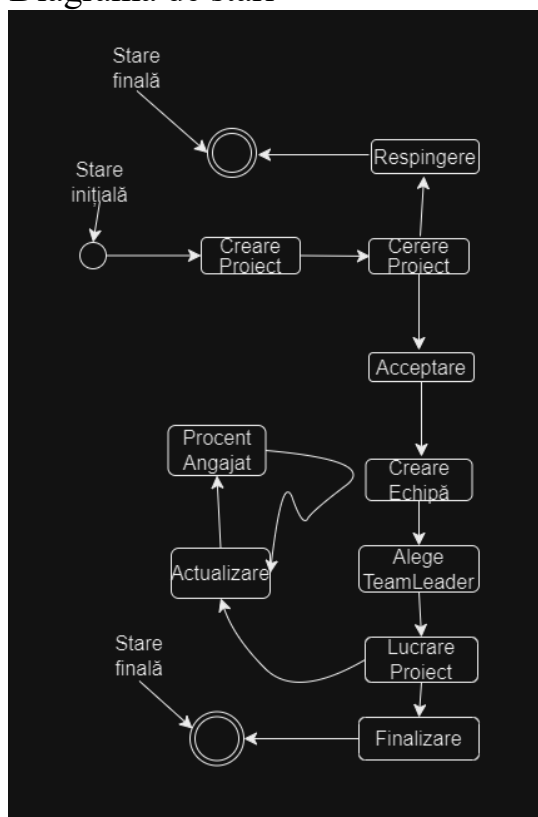 Diagrama de stări
Stare
finală
Respingere
Stare
inițială
Creare
Proiect
Cerere
Proiect
Acceptare
Procent
Angajat
Creare
Echipă
Actualizare
Alege
TeamLeader
Lucrare
Proiect
Stare
finală
Finalizare